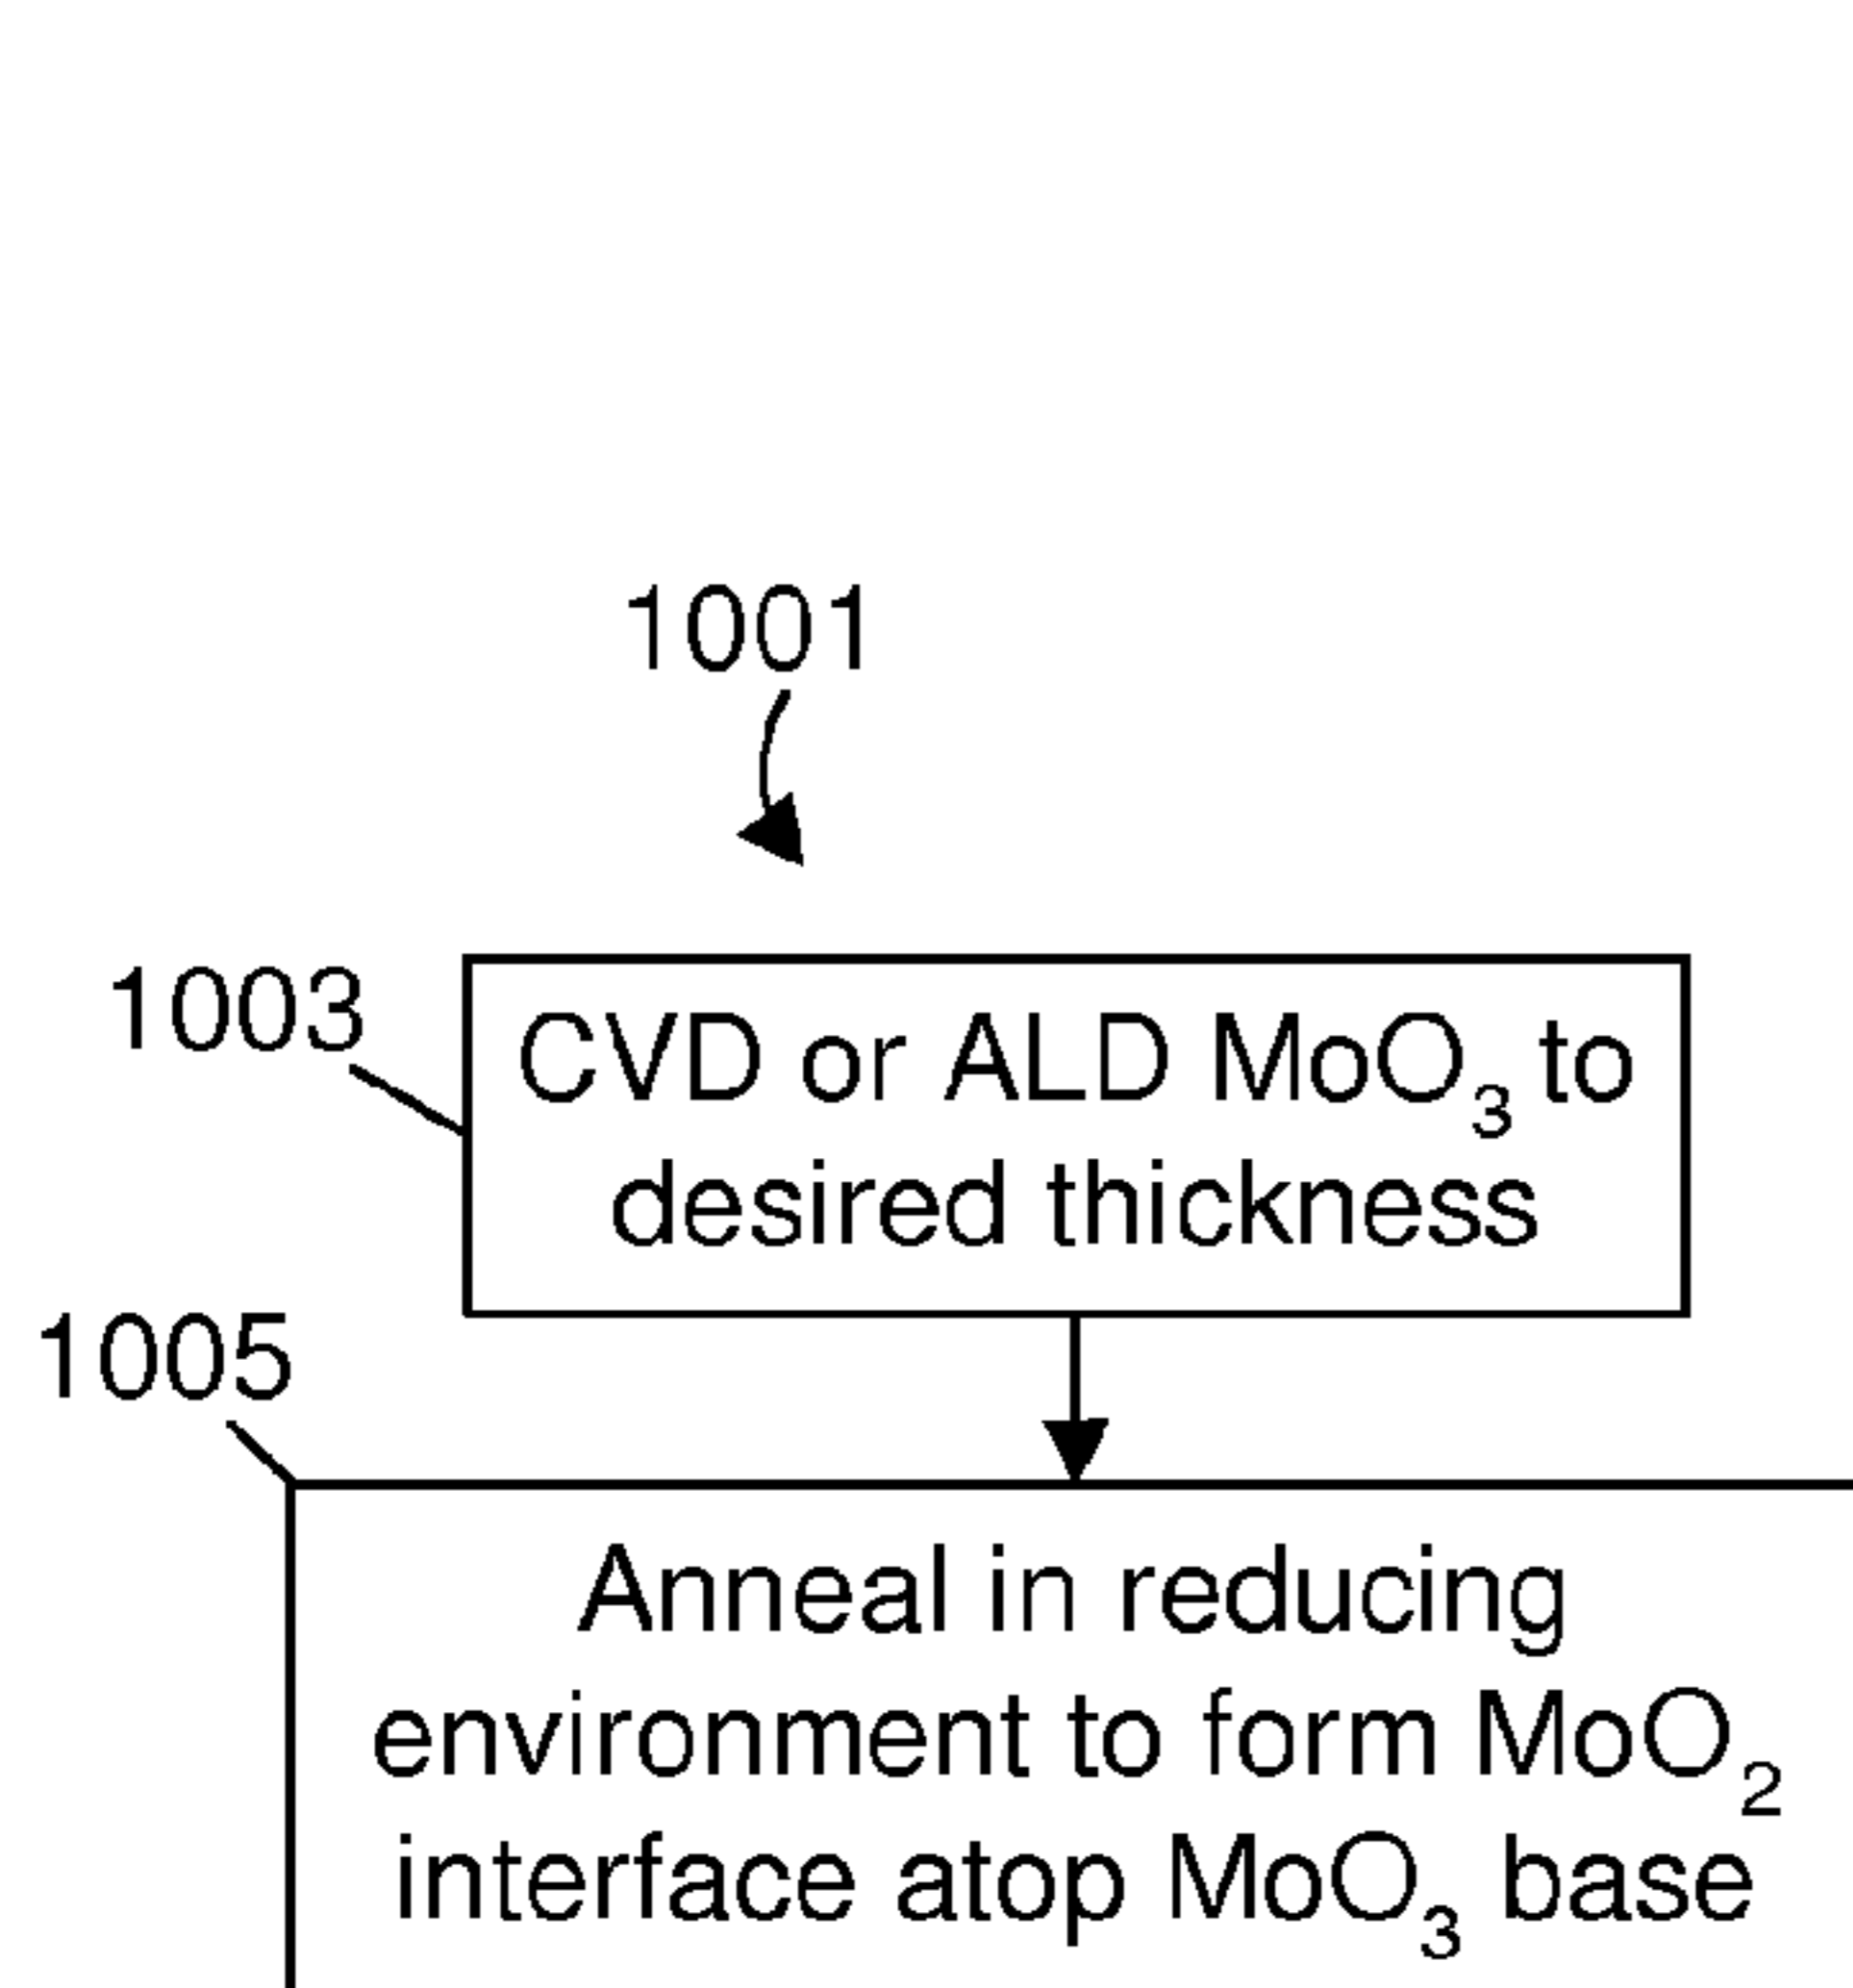 1001
1003
CVD or ALD MoO₃ to
desired thickness
1005
Anneal in reducing
environment to form MoO₂
interface atop MoO₃ base